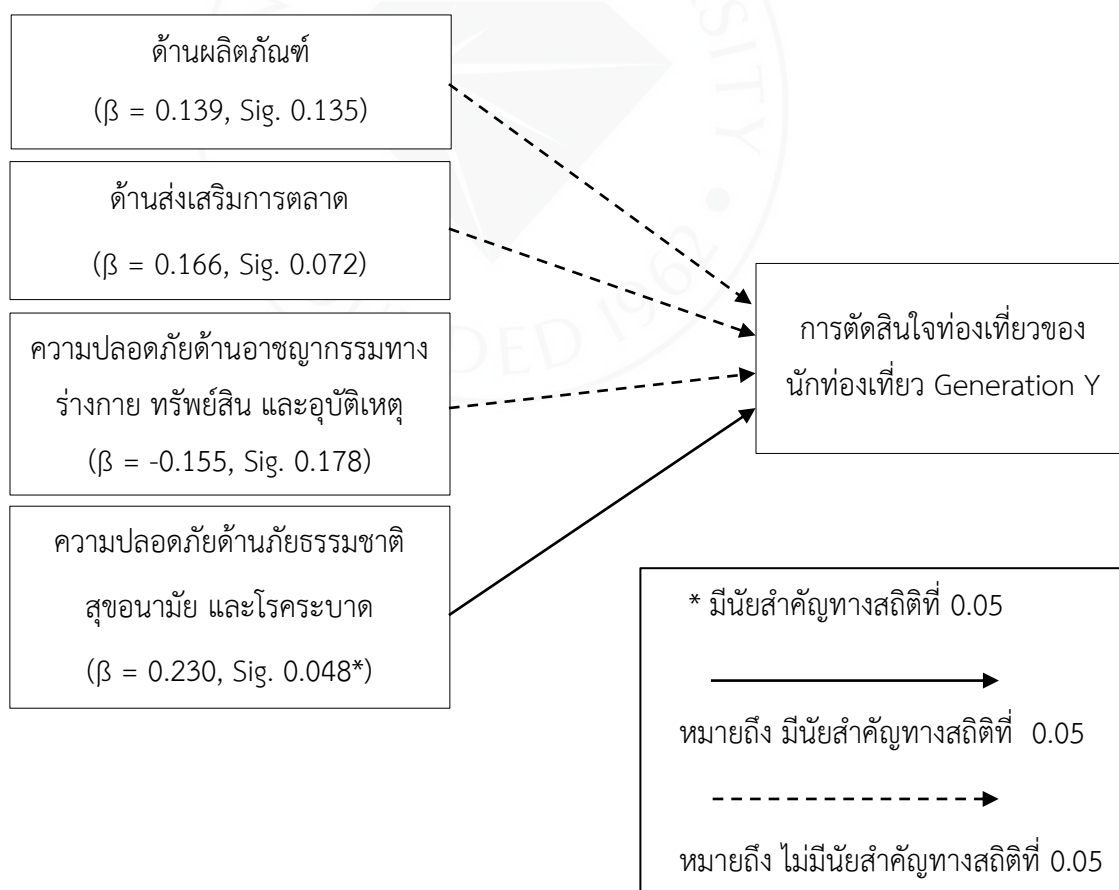 ด้านผลิตภัณฑ์
(β = 0.139, Sig. 0.135)
ด้านส่งเสริมการตลาด
(β = 0.166, Sig. 0.072)
ความปลอดภัยด้านอาชญากรรมทาง
ร่างกาย ทรัพย์สิน และอุบัติเหตุ
(β = -0.155, Sig. 0.178)
ความปลอดภัยด้านภัยธรรมชาติ
สุขอนามัย และโรคระบาด
(β = 0.230, Sig. 0.048*)
การตัดสินใจท่องเที่ยวของ
นักท่องเที่ยว Generation Y
* มีนัยสำคัญทางสถิติที่ 0.05
หมายถึง มีนัยสำคัญทางสถิติที่ 0.05
หมายถึง ไม่มีนัยสำคัญทางสถิติที่ 0.05